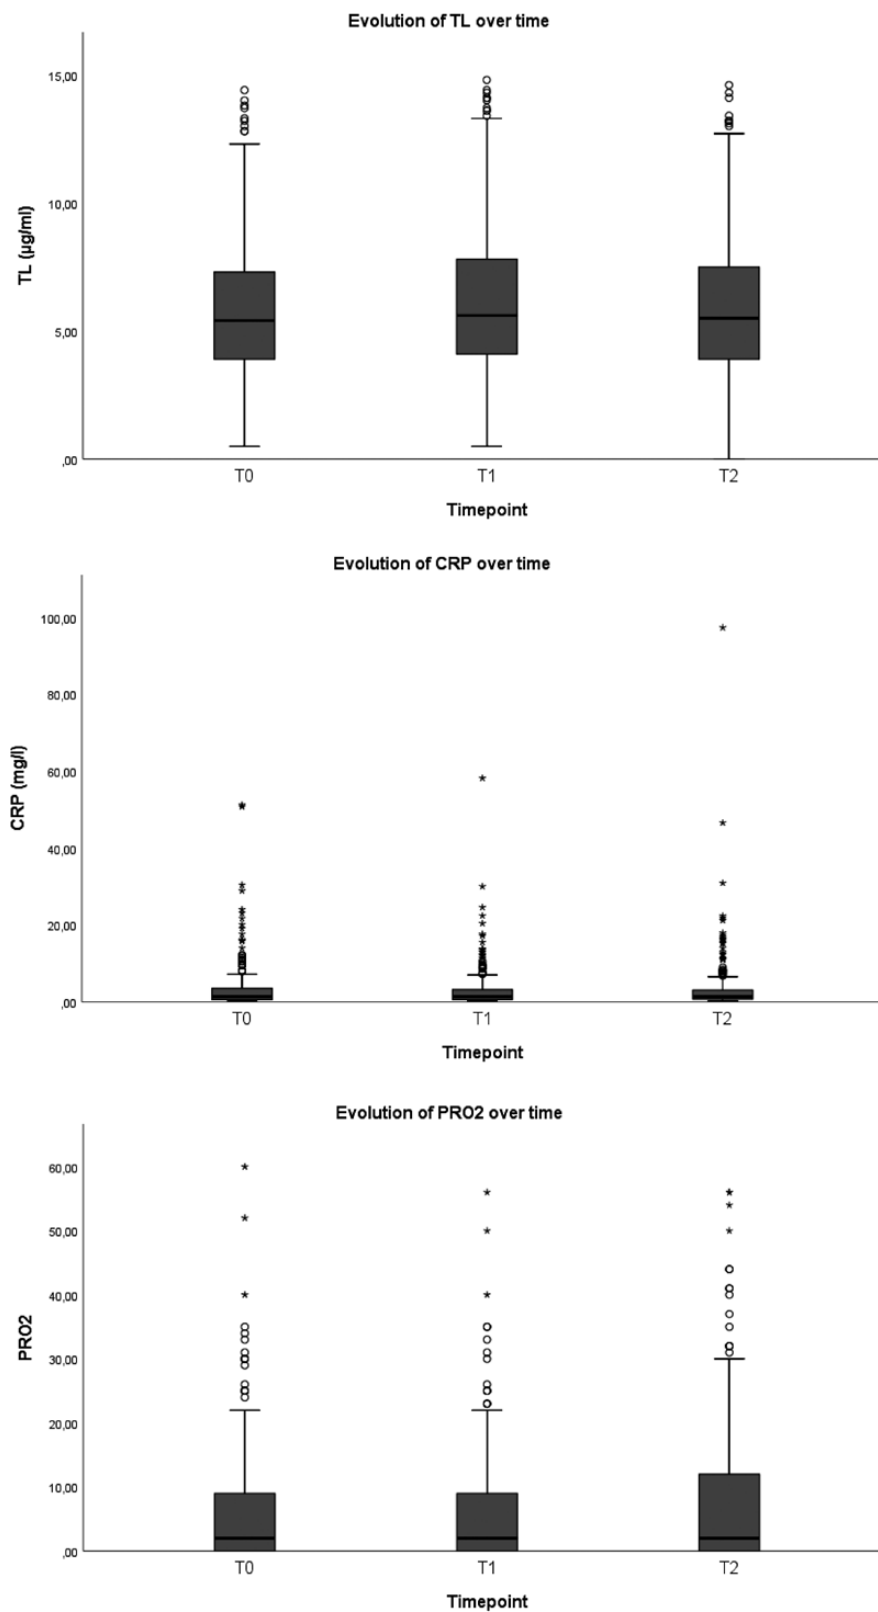 Evolution of TL over time
15,00
10,00
5,00
,00
TL (µg/ml)
T0 T1 T2
Timepoint
Evolution of CRP over time
100,00
80,00
60,00
40,00
20,00
,00
CRP (mg/l)
T0 T1 T2
Timepoint
Evolution of PRO2 over time
60,00
50,00
40,00
30,00
20,00
10,00
,00
PRO2
T0 T1 T2
Timepoint